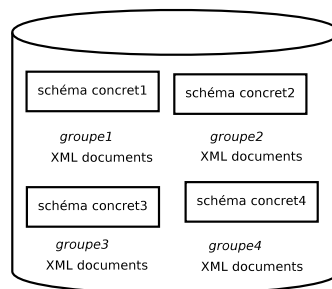 schéma concret1
schéma concret2
groupe1
XML documents
groupe2
XML documents
schéma concret3
schéma concret4
groupe3
XML documents
groupe4
XML documents